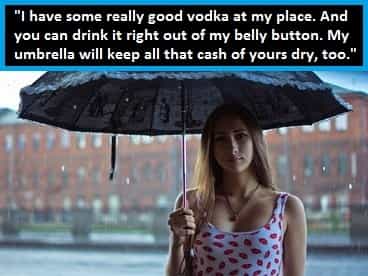 "I have some really good vodka at my place. And
you can drink it right out of my belly button. My
umbrella will keep all that cash of yours dry, too."